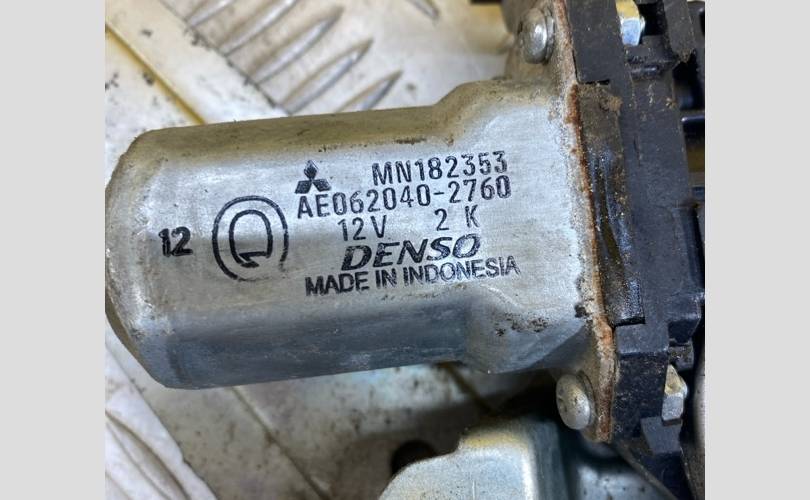 MN182353
AE062040-2760
12V 2 K
12
DENSO
MADE IN INDONESIA